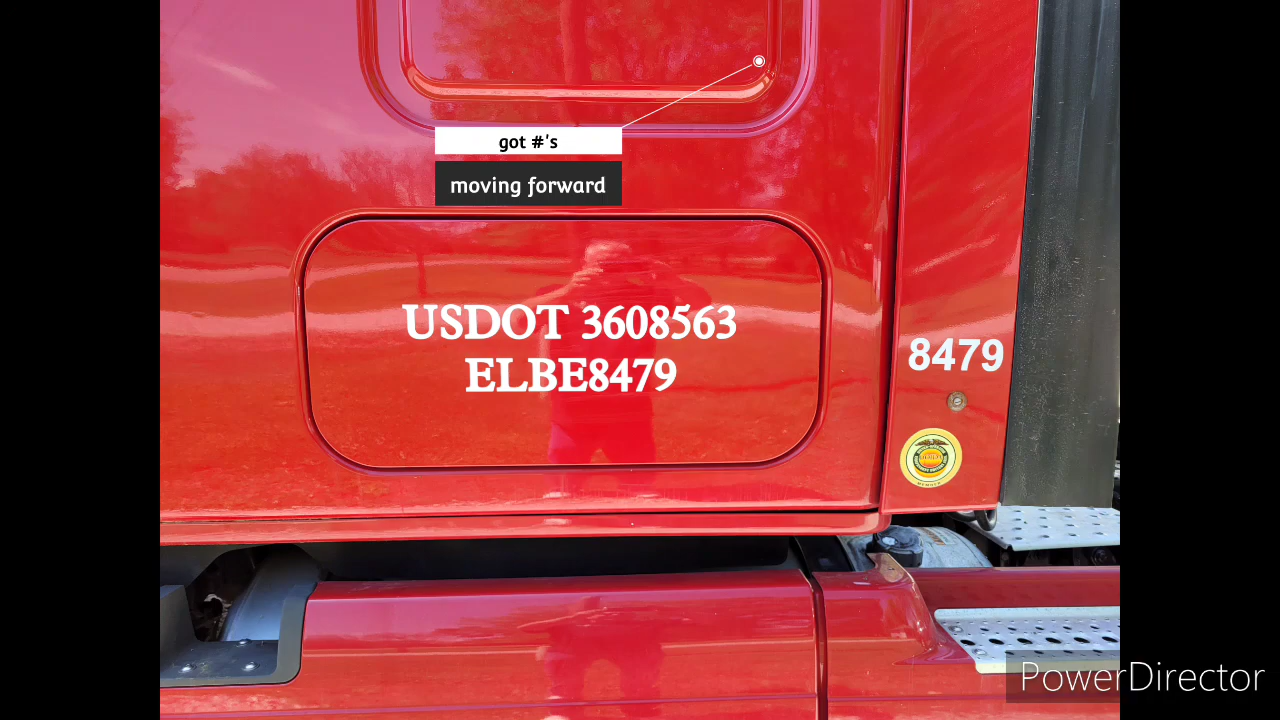 got #'s
moving forward
USDOT 3608563
ELBE8479
8479
PowerDirector